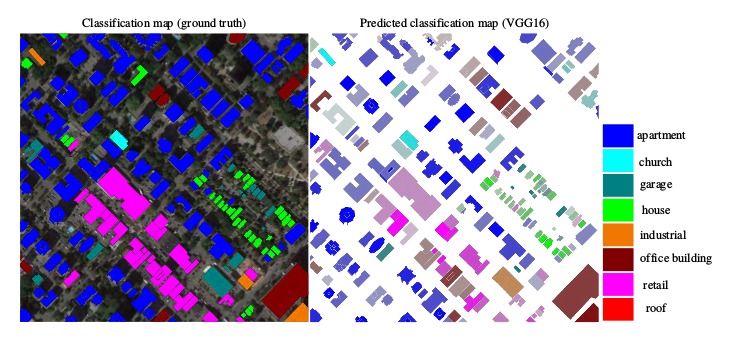 Classification map (ground truth)
Predicted classification map (VGG16)
apartment
church
garage
house
industrial
office building
retail
roof